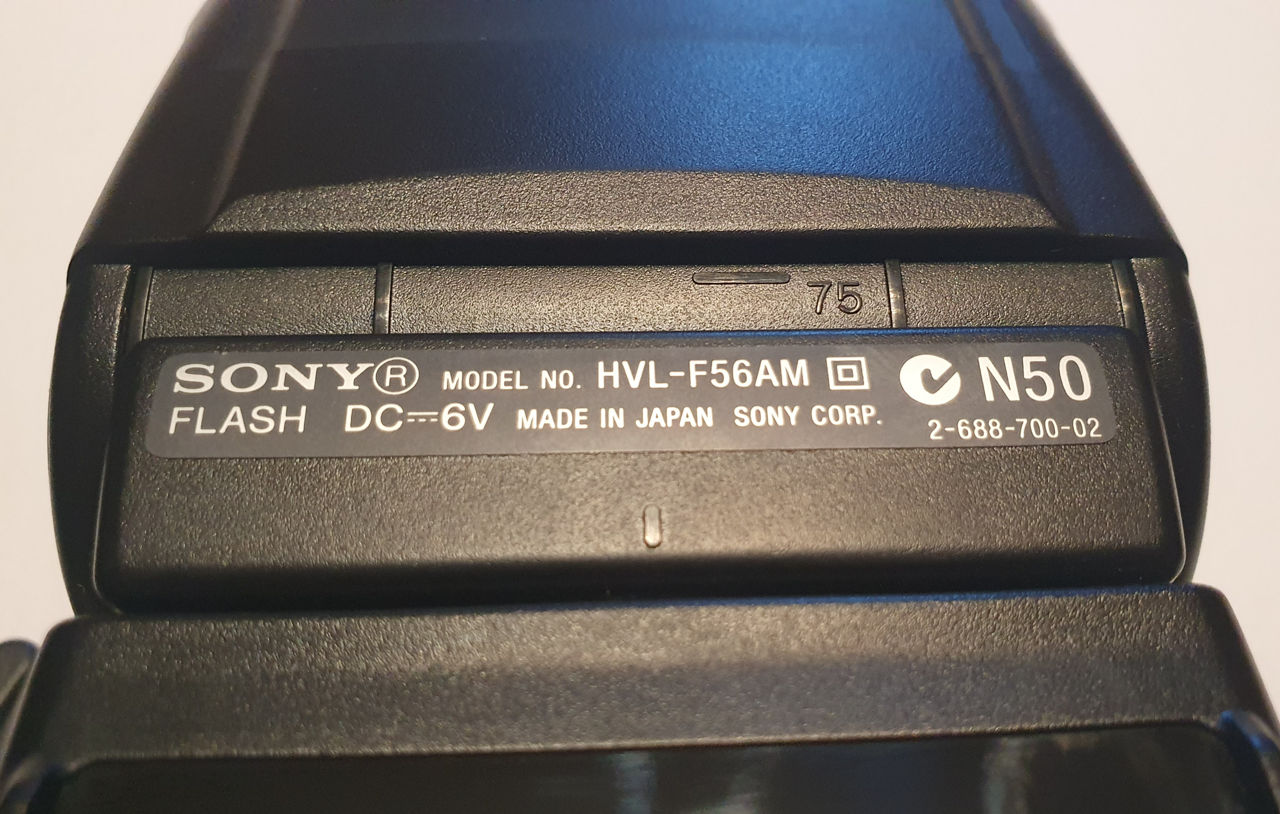 75
SONY® MODEL NO. HVL-F56AM N50
FLASH DC⎓6V MADE IN JAPAN SONY CORP. 2-688-700-02